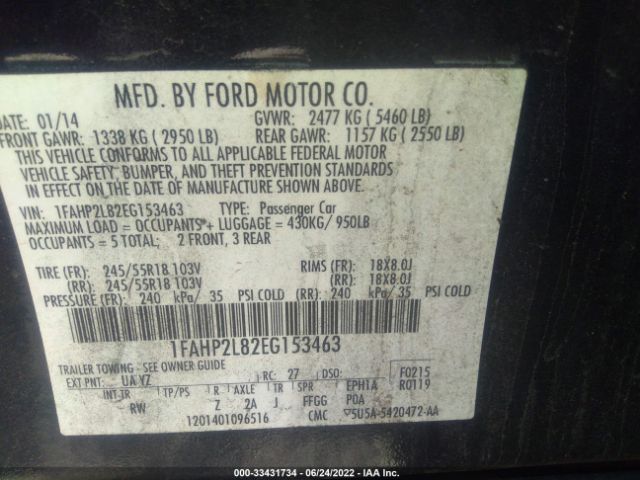 MFD. BY FORD MOTOR CO.
DATE: 01/14 GVWR: 2477 KG ( 5460 LB)
FRONT GAWR: 1338 KG ( 2950 LB) REAR GAWR: 1157 KG ( 2550 LB)
THIS VEHICLE CONFORMS TO ALL APPLICABLE FEDERAL MOTOR
VEHICLE SAFETY, BUMPER, AND THEFT PREVENTION STANDARDS
IN EFFECT ON THE DATE OF MANUFACTURE SHOWN ABOVE.
VIN: 1FAHP2L82EG153463 TYPE: Passenger Car
MAXIMUM LOAD = OCCUPANTS + LUGGAGE = 430KG/ 950LB
OCCUPANTS = 5 TOTAL; 2 FRONT, 3 REAR
TIRE (FR): 245/55R18 103V RIMS (FR): 18X8.0J
(RR): 245/55R18 103V (RR): 18X8.0J
PRESSURE (FR): 240 kPa/ 35 PSI COLD (RR): 240 kPa/ 35 PSI COLD
1FAHP2L82EG153463
TRAILER TOWING - SEE OWNER GUIDE
EXT PNT: UA YZ RC: 27 DSO: F0215
INT TR TP/PS R AXLE TR SPR EPH1A R0119
RW Z 2A J FFGG POA
1201401096516 CMC 5U5A-5420472-AA
000-33431734 - 06/24/2022 - IAA Inc.